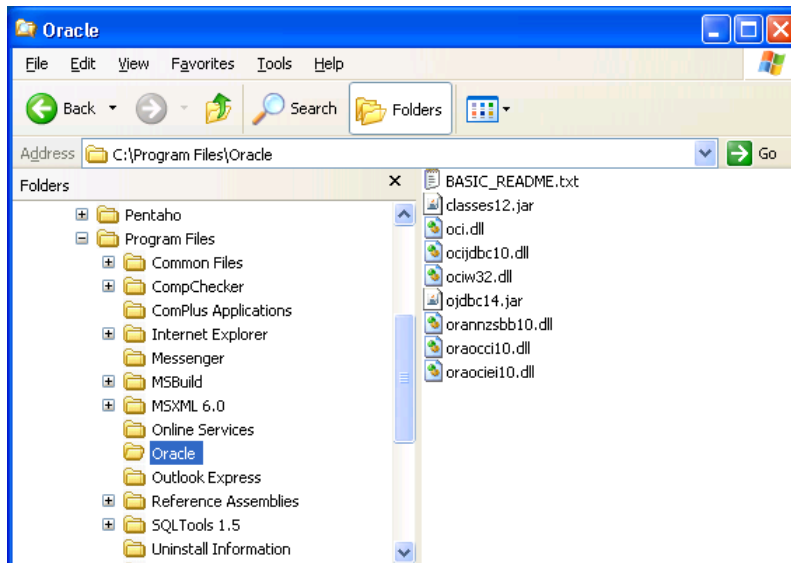 Oracle
File Edit View Favorites Tools Help
Back Search Folders
Address C:\Program Files\Oracle Go
Folders
Pentaho
Program Files
Common Files
CompChecker
ComPlus Applications
Internet Explorer
Messenger
MSBuild
MSXML 6.0
Online Services
Oracle
Outlook Express
Reference Assemblies
SQLTools 1.5
Uninstall Information
BASIC_README.txt
classes12.jar
oci.dll
ocijdbc10.dll
ociw32.dll
ojdbc14.jar
orannzsbb10.dll
oraocci10.dll
oraociei10.dll